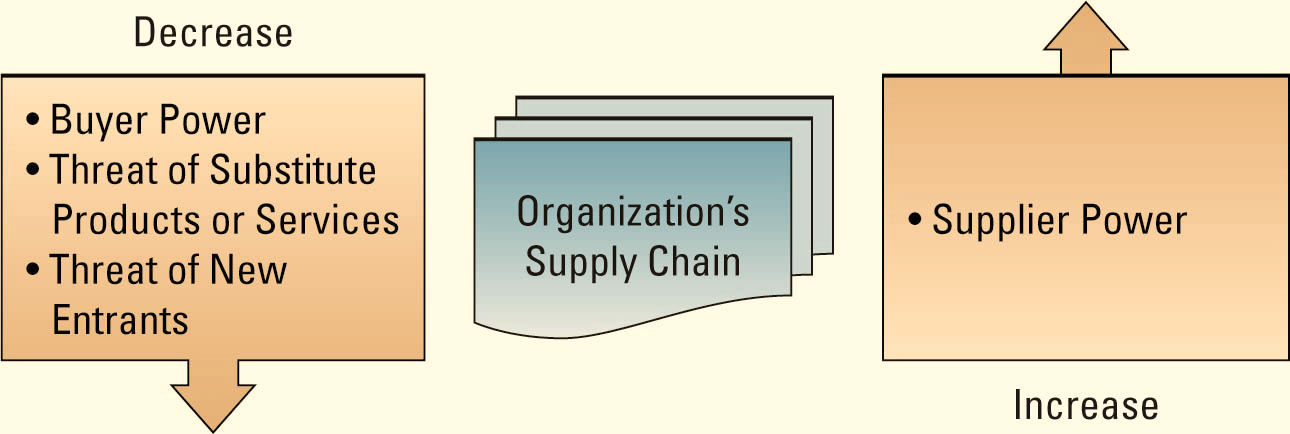 Decrease
• Buyer Power
• Threat of Substitute
Products or Services
• Threat of New
Entrants
Organization’s
Supply Chain
• Supplier Power
Increase